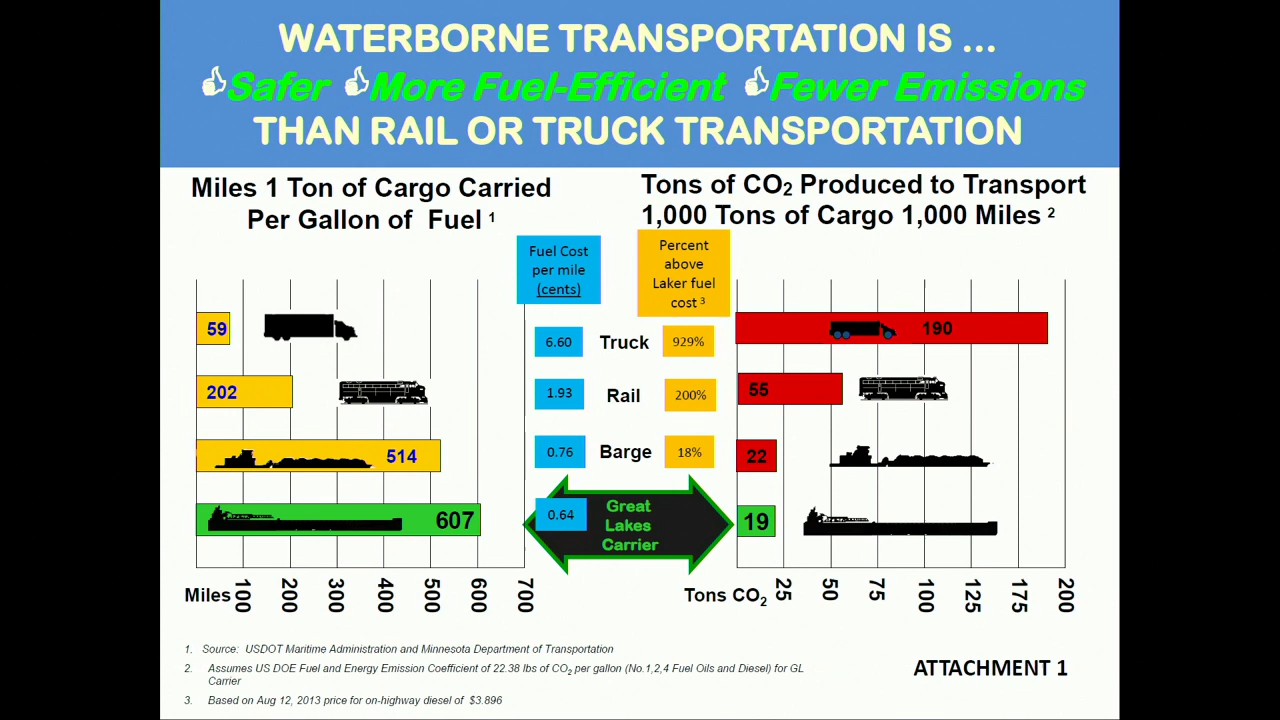 WATERBORNE TRANSPORTATION IS ...
Safer More Fuel-Efficient Fewer Emissions
THAN RAIL OR TRUCK TRANSPORTATION
Miles 1 Ton of Cargo Carried
Per Gallon of Fuel 1
Tons of CO2 Produced to Transport
1,000 Tons of Cargo 1,000 Miles 2
Fuel Cost
per mile
(cents)
Percent
above
Laker fuel
cost 3
59
6.60 Truck 929%
190
202
1.93 Rail 200%
55
514
0.76 Barge 18%
22
607
0.64
Great
Lakes
Carrier
19
Miles 100 200 300 400 500 600 700
Tons CO2 25 50 75 100 125 175 200
1. Source: USDOT Maritime Administration and Minnesota Department of Transportation
2. Assumes US DOE Fuel and Energy Emission Coefficient of 22.38 lbs of CO2 per gallon (No.1,2,4 Fuel Oils and Diesel) for GL
Carrier
3. Based on Aug 12, 2013 price for on-highway diesel of $3.896
ATTACHMENT 1